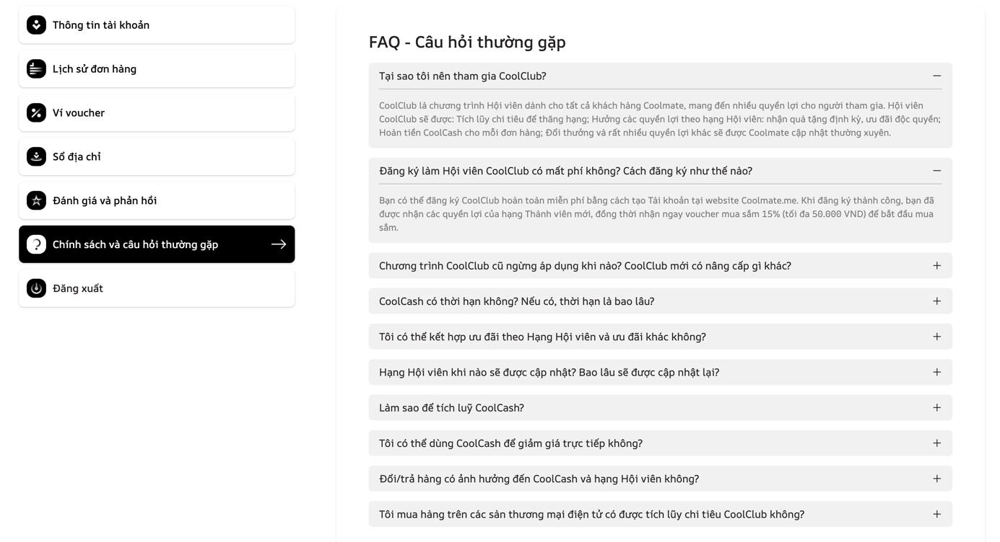 Thông tin tài khoản
Lịch sử đơn hàng
Ví voucher
Sổ địa chỉ
Đánh giá và phản hồi
Chính sách và câu hỏi thường gặp
Đăng xuất
FAQ - Câu hỏi thường gặp
Tại sao tôi nên tham gia CoolClub?
CoolClub là chương trình Hội viên dành cho tất cả khách hàng Coolmate, mang đến nhiều quyền lợi cho người tham gia. Hội viên
CoolClub sẽ được: Tích lũy chi tiêu để thăng hạng; Hưởng các quyền lợi theo hạng Hội viên: nhận quà tặng định kỳ, ưu đãi độc quyền;
Hoàn tiền CoolCash cho mỗi đơn hàng; Đổi thưởng và rất nhiều quyền lợi khác sẽ được Coolmate cập nhật thường xuyên.
Đăng ký làm Hội viên CoolClub có mất phí không? Cách đăng ký như thế nào?
Bạn có thể đăng ký CoolClub hoàn toàn miễn phí bằng cách tạo Tài khoản tại website Coolmate.me. Khi đăng ký thành công, bạn đã
được nhận các quyền lợi của hạng Thành viên mới, đồng thời nhận ngay voucher mua sắm 15% (tối đa 50.000 VND) để bắt đầu mua
sắm.
Chương trình CoolClub cũ ngừng áp dụng khi nào? CoolClub mới có nâng cấp gì khác?
CoolCash có thời hạn không? Nếu có, thời hạn là bao lâu?
Tôi có thể kết hợp ưu đãi theo Hạng Hội viên và ưu đãi khác không?
Hạng Hội viên khi nào sẽ được cập nhật? Bao lâu sẽ được cập nhật lại?
Làm sao để tích luỹ CoolCash?
Tôi có thể dùng CoolCash để giảm giá trực tiếp không?
Đổi/trả hàng có ảnh hưởng đến CoolCash và hạng Hội viên không?
Tôi mua hàng trên các sàn thương mại điện tử có được tích lũy chi tiêu CoolClub không?